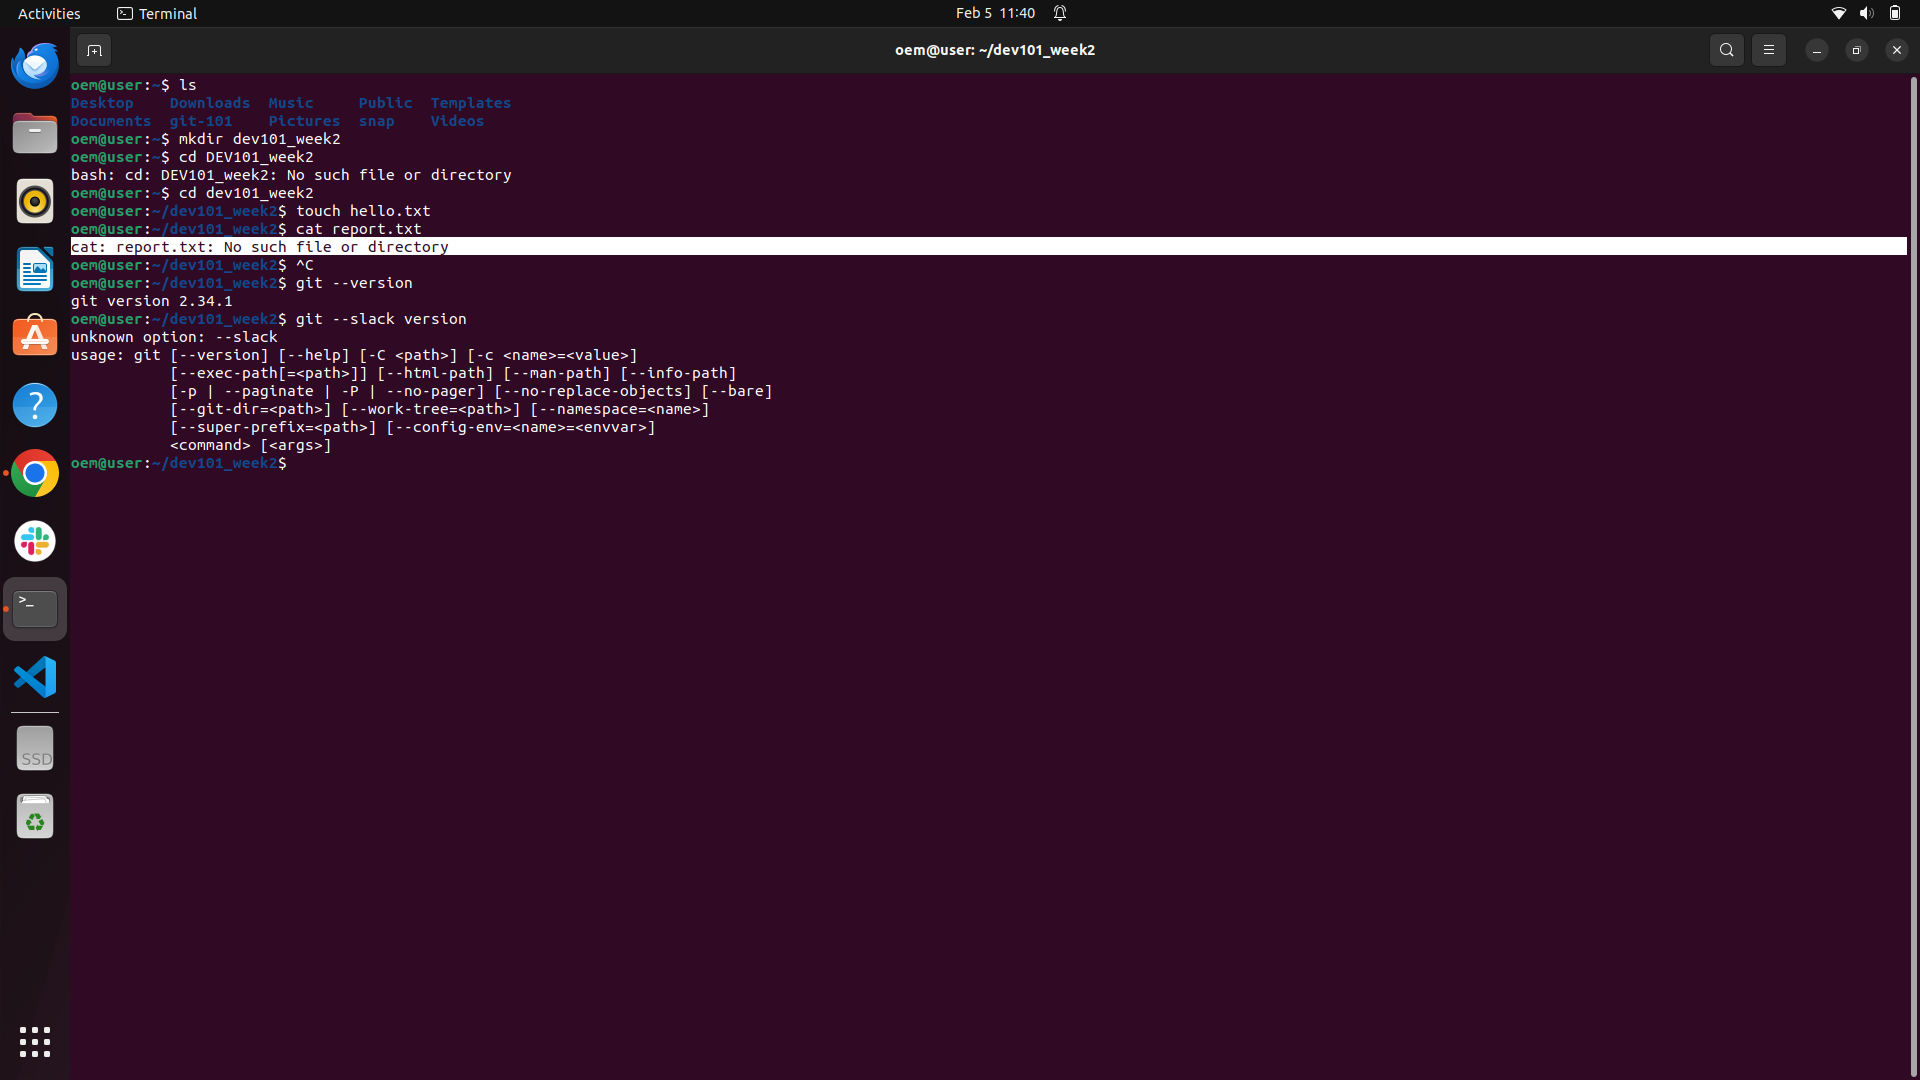 Activities Terminal Feb 5 11:40
oem@user: ~/dev101_week2
oem@user:~$ ls
Desktop Downloads Music Public Templates
Documents git-101 Pictures snap Videos
oem@user:~$ mkdir dev101_week2
oem@user:~$ cd DEV101_week2
bash: cd: DEV101_week2: No such file or directory
oem@user:~$ cd dev101_week2
oem@user:~/dev101_week2$ touch hello.txt
oem@user:~/dev101_week2$ cat report.txt
cat: report.txt: No such file or directory
oem@user:~/dev101_week2$ ^C
oem@user:~/dev101_week2$ git --version
git version 2.34.1
oem@user:~/dev101_week2$ git --slack version
unknown option: --slack
usage: git [--version] [--help] [-C <path>] [-c <name>=<value>]
[--exec-path[=<path>]] [--html-path] [--man-path] [--info-path]
[-p | --paginate | -P | --no-pager] [--no-replace-objects] [--bare]
[--git-dir=<path>] [--work-tree=<path>] [--namespace=<name>]
[--super-prefix=<path>] [--config-env=<name>=<envvar>]
<command> [<args>]
oem@user:~/dev101_week2$
SSD